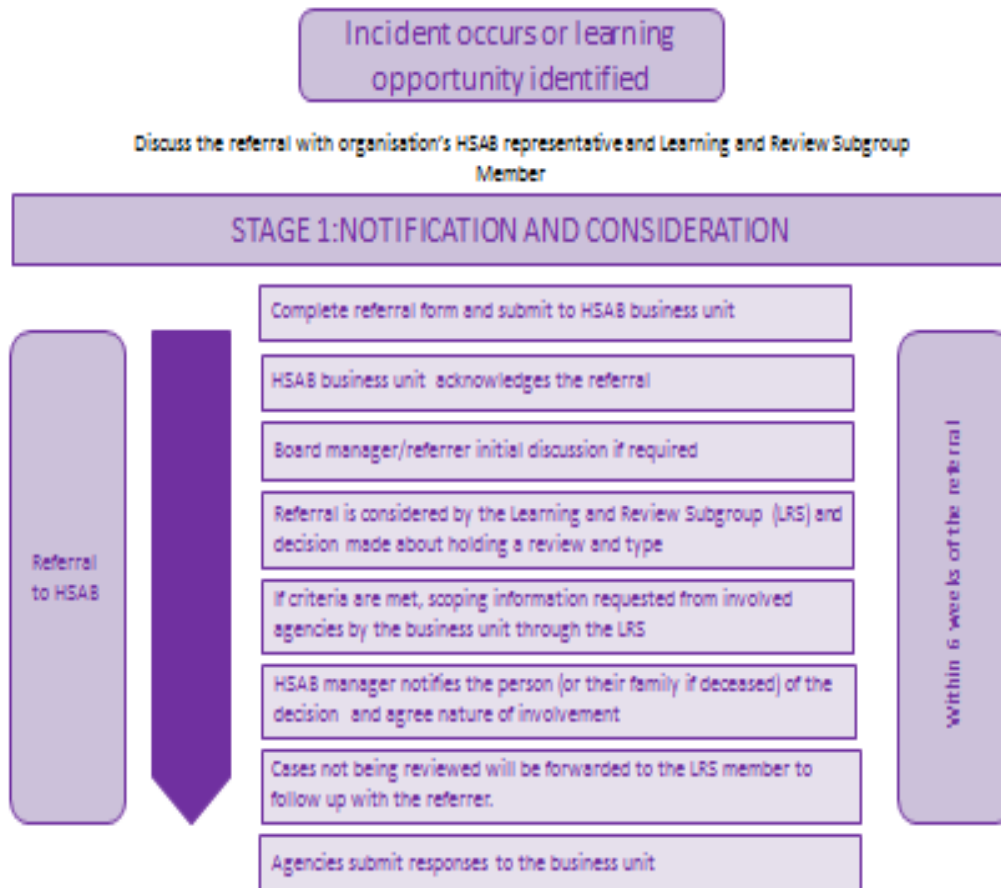 Incident occurs or learning
opportunity identified
Discuss the referral with organisation's HSAB representative and Learning and Review Subgroup
Member
STAGE 1:NOTIFICATION AND CONSIDERATION
Complete referral form and submit to HSAB business unit
HSAB business unit acknowledges the referral
Board manager/referrer initial discussion if required
Referral is considered by the Learning and Review Subgroup (LRS) and
decision made about holding a review and type
If criteria are met, scoping information requested from involved
agencies by the business unit through the LRS
HSAB manager notifies the person (or their family if deceased) of the
decision and agree nature of involvement
Cases not being reviewed will be forwarded to the LRS member to
follow up with the referrer.
Agencies submit responses to the business unit
Referral
to HSAB
Within 6 weeks of the referral